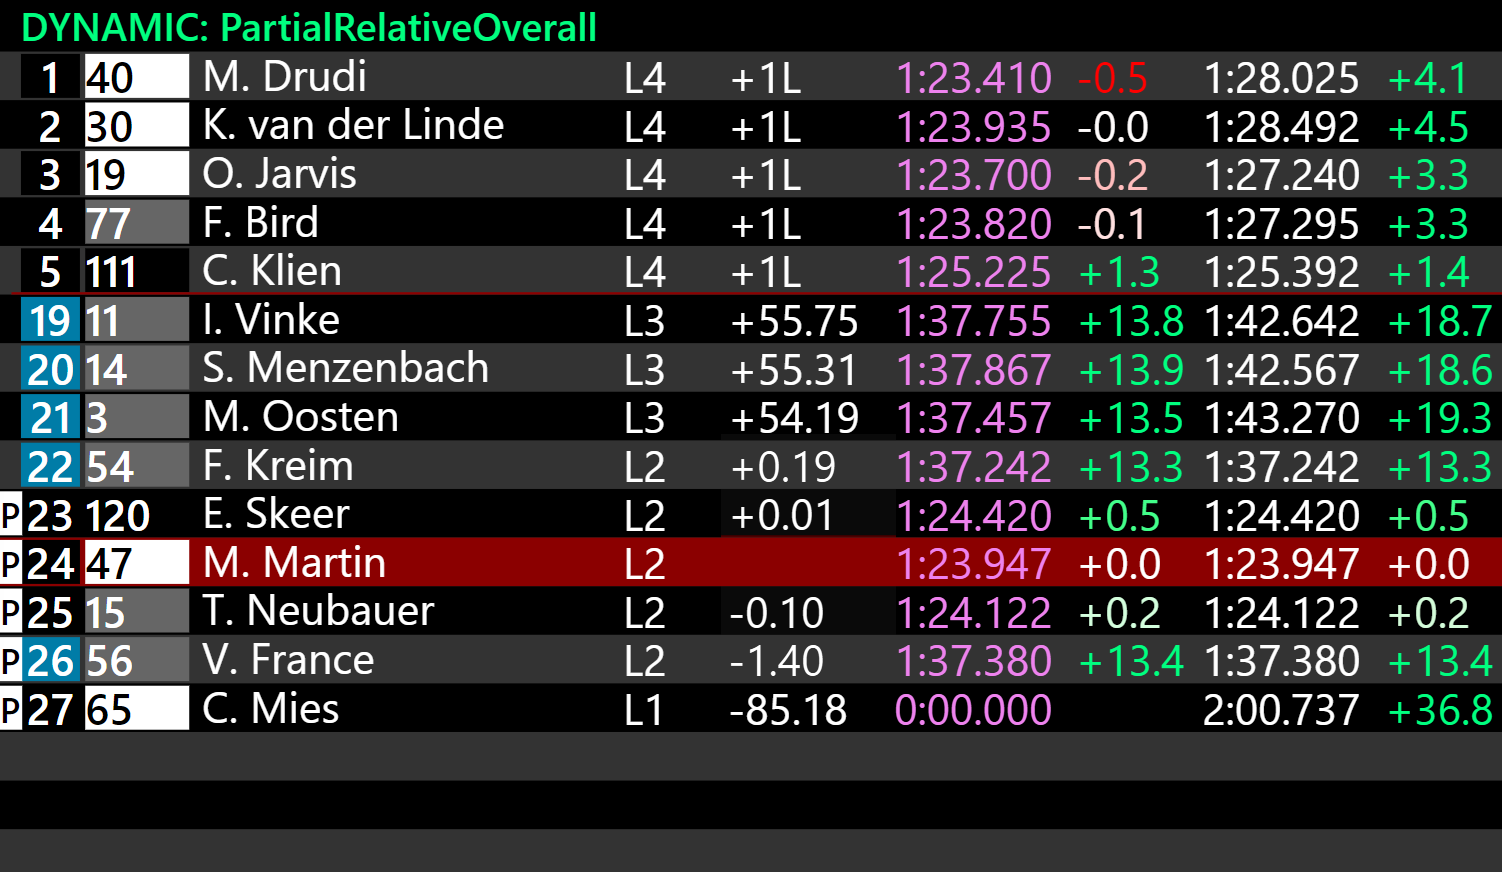 DYNAMIC: PartialRelativeOverall
1 40 M. Drudi L4 +1L 1:23.410 -0.5 1:28.025 +4.1
2 30 K. van der Linde L4 +1L 1:23.935 -0.0 1:28.492 +4.5
3 19 O. Jarvis L4 +1L 1:23.700 -0.2 1:27.240 +3.3
4 77 F. Bird L4 +1L 1:23.820 -0.1 1:27.295 +3.3
5 111 C. Klien L4 +1L 1:25.225 +1.3 1:25.392 +1.4
19 11 I. Vinke L3 +55.75 1:37.755 +13.8 1:42.642 +18.7
20 14 S. Menzenbach L3 +55.31 1:37.867 +13.9 1:42.567 +18.6
21 3 M. Oosten L3 +54.19 1:37.457 +13.5 1:43.270 +19.3
22 54 F. Kreim L2 +0.19 1:37.242 +13.3 1:37.242 +13.3
P 23 120 E. Skeer L2 +0.01 1:24.420 +0.5 1:24.420 +0.5
P 24 47 M. Martin L2 1:23.947 +0.0 1:23.947 +0.0
P 25 15 T. Neubauer L2 -0.10 1:24.122 +0.2 1:24.122 +0.2
P 26 56 V. France L2 -1.40 1:37.380 +13.4 1:37.380 +13.4
P 27 65 C. Mies L1 -85.18 0:00.000 2:00.737 +36.8